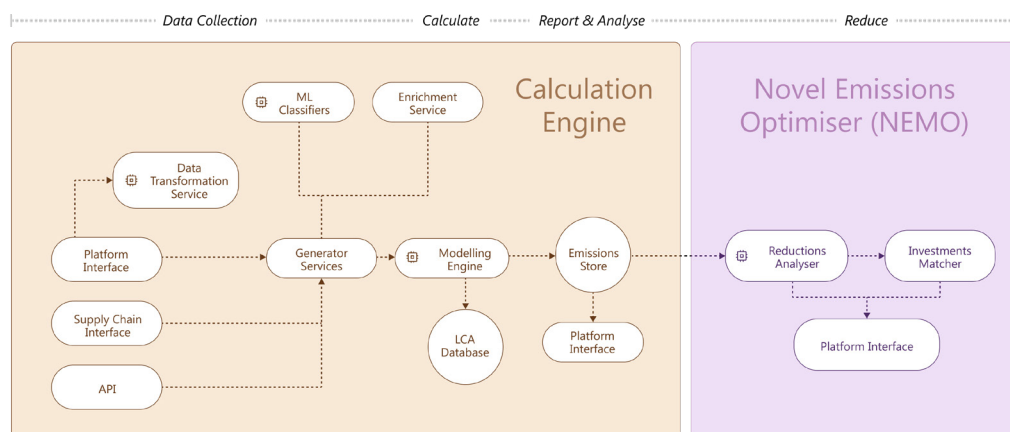 Data Collection
Calculate
Report & Analyse
Reduce
Calculation
Engine
Novel Emissions
Optimiser (NEMO)
ML
Classifiers
Enrichment
Service
Data
Transformation
Service
Platform
Interface
Generator
Services
Modelling
Engine
Emissions
Store
Reductions
Analyser
Investments
Matcher
Supply Chain
Interface
LCA
Database
Platform
Interface
Platform Interface
API